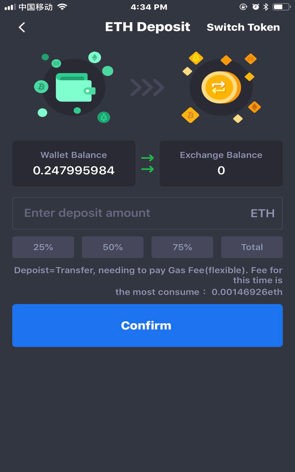 中国移动
4:34 PM
ETH Deposit
Switch Token
Wallet Balance
0.247995984
Exchange Balance
0
Enter deposit amount
ETH
25%
50%
75%
Total
Depoist=Transfer, needing to pay Gas Fee(flexible). Fee for
this time is
the most consume： 0.00146926eth
Confirm